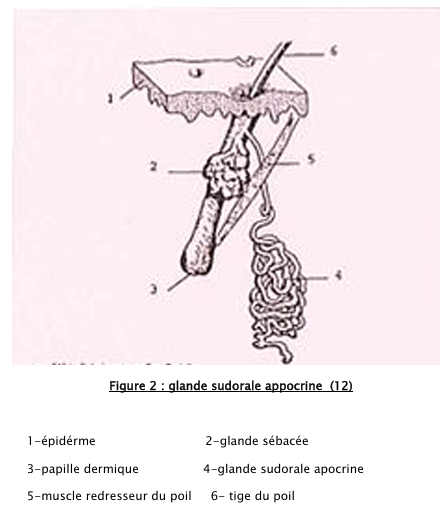 6
1
2
5
3
4
Figure 2 : glande sudorale appocrine (12)
1-épidérme 2-glande sébacée
3-papille dermique 4-glande sudorale apocrine
5-muscle redresseur du poil 6- tige du poil